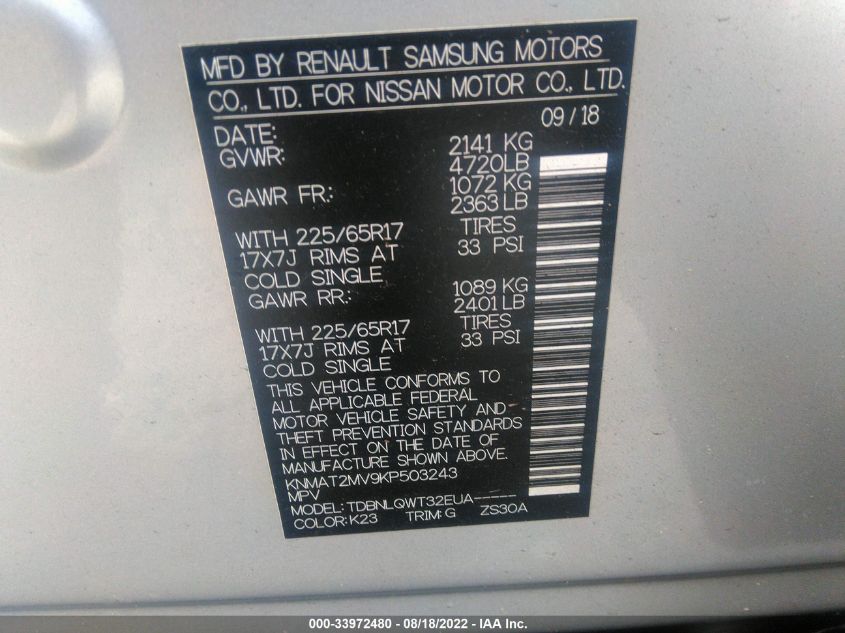 MFD BY RENAULT SAMSUNG MOTORS
CO., LTD. FOR NISSAN MOTOR CO., LTD.
DATE: 09/18
GVWR: 2141 KG
4720LB
GAWR FR.: 1072 KG
2363 LB
WITH 225/65R17 TIRES
17X7J RIMS AT 33 PSI
COLD SINGLE
GAWR RR.: 1089 KG
2401 LB
WITH 225/65R17 TIRES
17X7J RIMS AT 33 PSI
COLD SINGLE
THIS VEHICLE CONFORMS TO
ALL APPLICABLE FEDERAL
MOTOR VEHICLE SAFETY AND
THEFT PREVENTION STANDARDS
IN EFFECT ON THE DATE OF
MANUFACTURE SHOWN ABOVE.
KNMAT2MV9KP503243
MPV
MODEL: TDBNLQWT32EUA-----
COLOR:K23 TRIM:G ZS30A
000-33972480 - 08/18/2022 - IAA Inc.